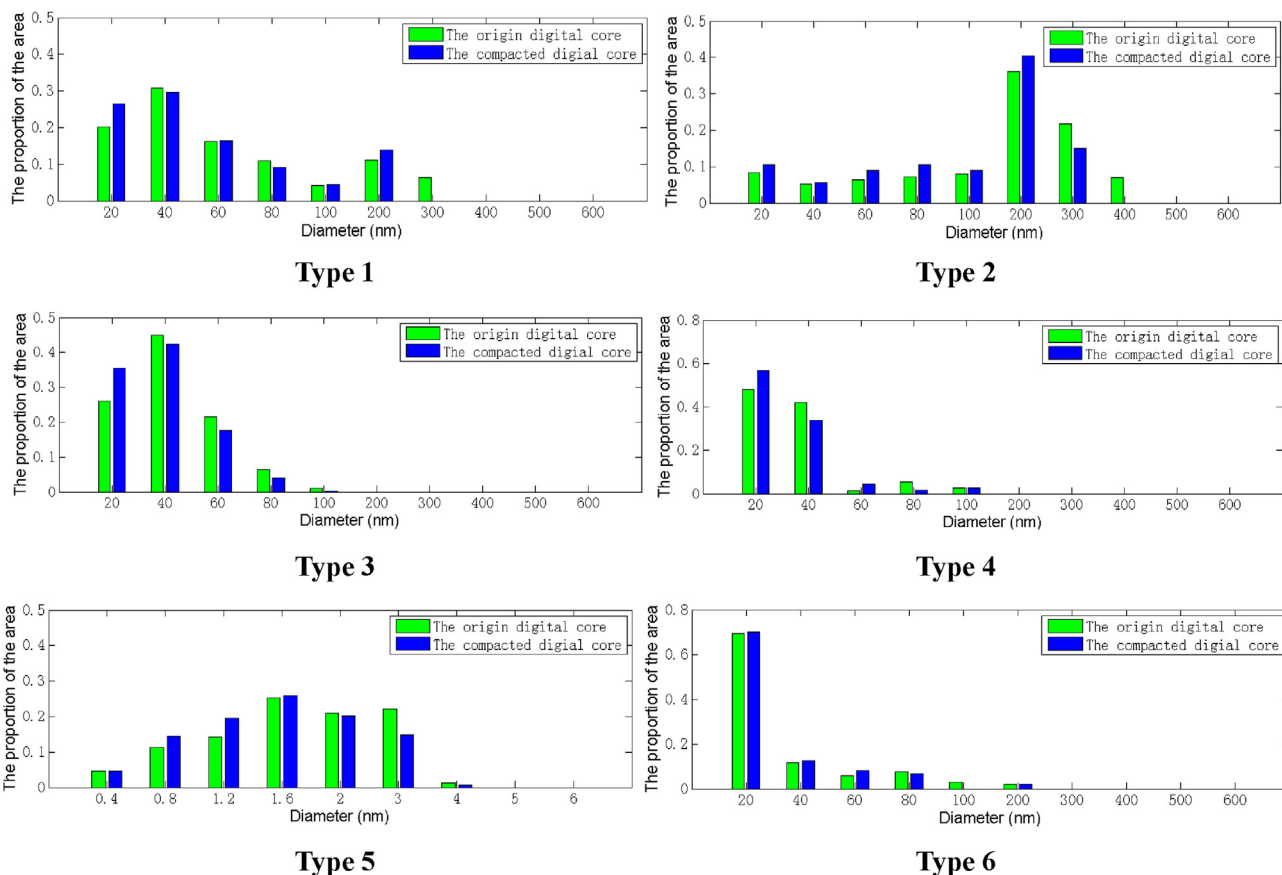 The proportion of the area
0.5
0.4
0.3
0.2
0.1
0
The origin digital core
The compacted digial core
20 40 60 80 100 200 300 400 500 600
Diameter (nm)
Type 1
The proportion of the area
0.5
0.4
0.3
0.2
0.1
0
The origin digital core
The compacted digial core
20 40 60 80 100 200 300 400 500 600
Diameter (nm)
Type 2
The proportion of the area
0.5
0.4
0.3
0.2
0.1
0
The origin digital core
The compacted digial core
20 40 60 80 100 200 300 400 500 600
Diameter (nm)
Type 3
The proportion of the area
0.8
0.6
0.4
0.2
0
The origin digital core
The compacted digial core
20 40 60 80 100 200 300 400 500 600
Diameter (nm)
Type 4
The proportion of the area
0.5
0.4
0.3
0.2
0.1
0
The origin digital core
The compacted digial core
0.4 0.8 1.2 1.6 2 3 4 5 6
Diameter (nm)
Type 5
The proportion of the area
0.8
0.6
0.4
0.2
0
The origin digital core
The compacted digial core
20 40 60 80 100 200 300 400 500 600
Diameter (nm)
Type 6